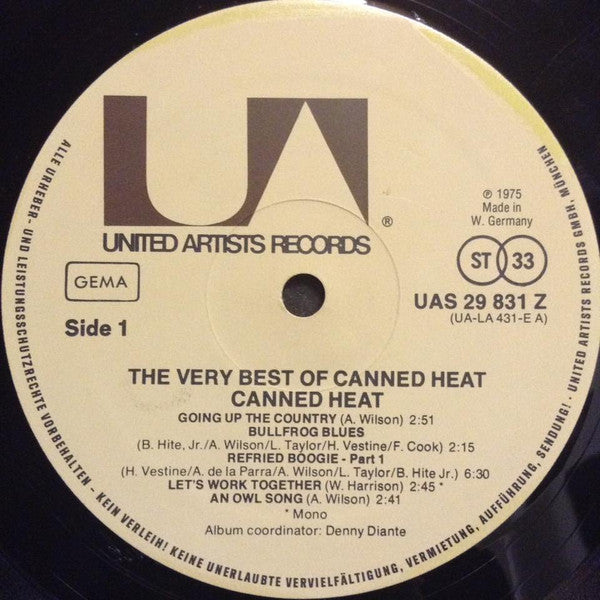 UA
®
UNITED ARTISTS RECORDS
℗ 1975
Made in
W. Germany
GEMA
ST 33
UAS 29 831 Z
(UA-LA 431-E A)
Side 1
THE VERY BEST OF CANNED HEAT
CANNED HEAT
GOING UP THE COUNTRY (A. Wilson) 2:51
BULLFROG BLUES
(B. Hite, Jr./A. Wilson/L. Taylor/H. Vestine/F. Cook) 2:15
REFRIED BOOGIE - Part 1
(H. Vestine/A. de la Parra/A. Wilson/L. Taylor/B. Hite Jr.) 6:30
LET'S WORK TOGETHER (W. Harrison) 2:45 *
AN OWL SONG (A. Wilson) 2:41
* Mono
Album coordinator: Denny Diante
ALLE URHEBER- UND LEISTUNGSSCHUTZRECHTE VORBEHALTEN - KEIN VERLEIH! KEINE UNERLAUBTE VERVIELFÄLTIGUNG, VERMIETUNG, AUFFÜHRUNG, SENDUNG! · UNITED ARTISTS RECORDS GMBH, MÜNCHEN